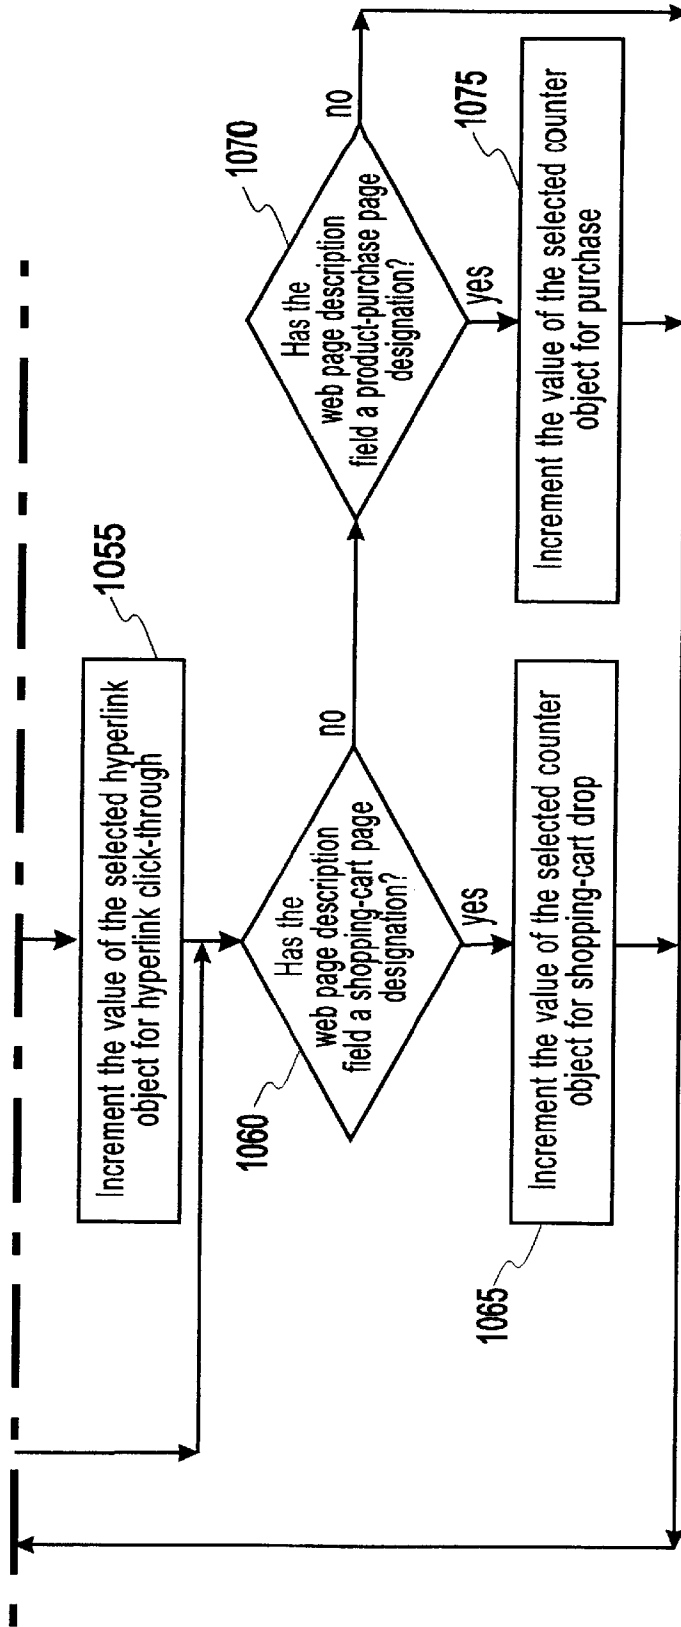 1055
Increment the value of the selected hyperlink
object for hyperlink click-through
1060
Has the
web page description
field a shopping-cart page
designation?
no
yes
1065
Increment the value of the selected counter
object for shopping-cart drop
1070
Has the
web page description
field a product-purchase page
designation?
no
yes
1075
Increment the value of the selected counter
object for purchase